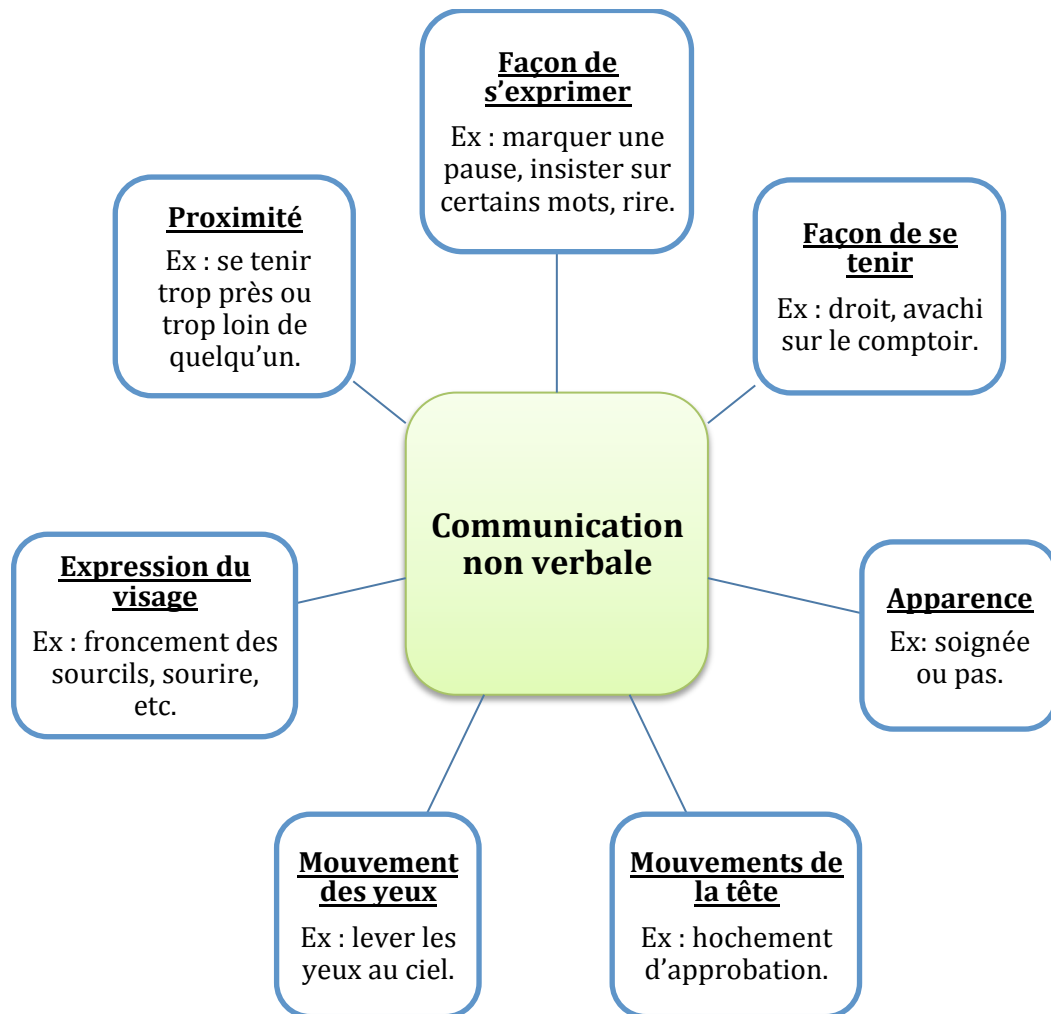 Façon de
s’exprimer
Ex : marquer une
pause, insister sur
certains mots, rire.
Proximité
Ex : se tenir
trop près ou
trop loin de
quelqu’un.
Façon de se
tenir
Ex : droit, avachi
sur le comptoir.
Communication
non verbale
Expression du
visage
Ex : froncement des
sourcils, sourire,
etc.
Apparence
Ex: soignée
ou pas.
Mouvement
des yeux
Ex : lever les
yeux au ciel.
Mouvements de
la tête
Ex : hochement
d’approbation.